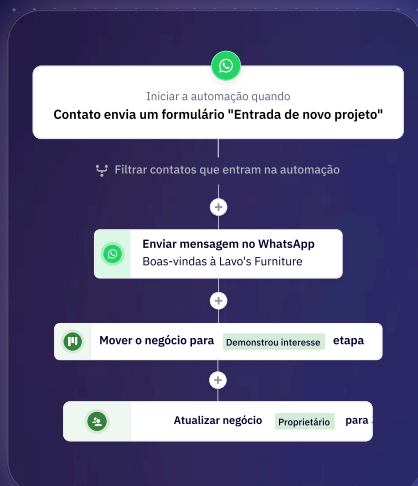 Iniciar a automação quando
Contato envia um formulário "Entrada de novo projeto"
Filtrar contatos que entram na automação
Enviar mensagem no WhatsApp
Boas-vindas à Lavo's Furniture
Mover o negócio para Demonstrou interesse etapa
Atualizar negócio Proprietário para